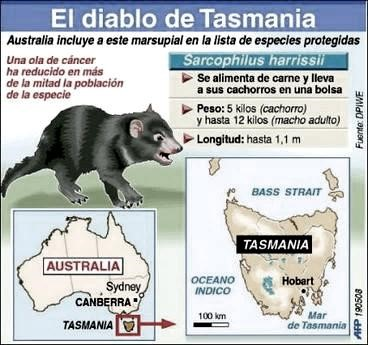 El diablo de Tasmania
Australia incluye a este marsupial en la lista de especies protegidas
Una ola de cáncer
ha reducido en más
de la mitad la población
de la especie
Sarcophilus harrissii
Se alimenta de carne y lleva
a sus cachorros en una bolsa
Peso: 5 kilos (cachorro)
y hasta 12 kilos (macho adulto)
Longitud: hasta 1,1 m
Fuente: DPIWE
AUSTRALIA
Sydney
CANBERRA
TASMANIA
BASS STRAIT
TASMANIA
OCEANO
INDICO
Hobart
100 km
Mar
de Tasmania
AFP 190508